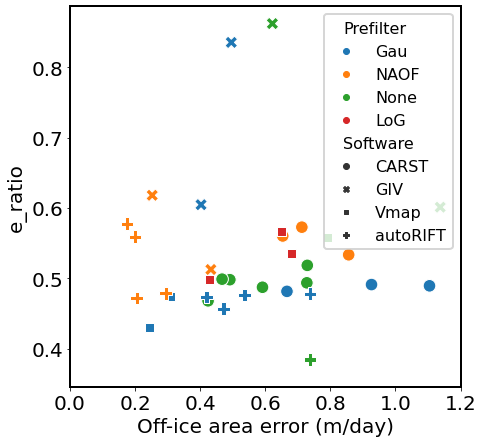 Prefilter
Gau
NAOF
None
LoG
Software
CARST
GIV
Vmap
autoRIFT
e_ratio
0.8
0.7
0.6
0.5
0.4
0.0 0.2 0.4 0.6 0.8 1.0 1.2
Off-ice area error (m/day)